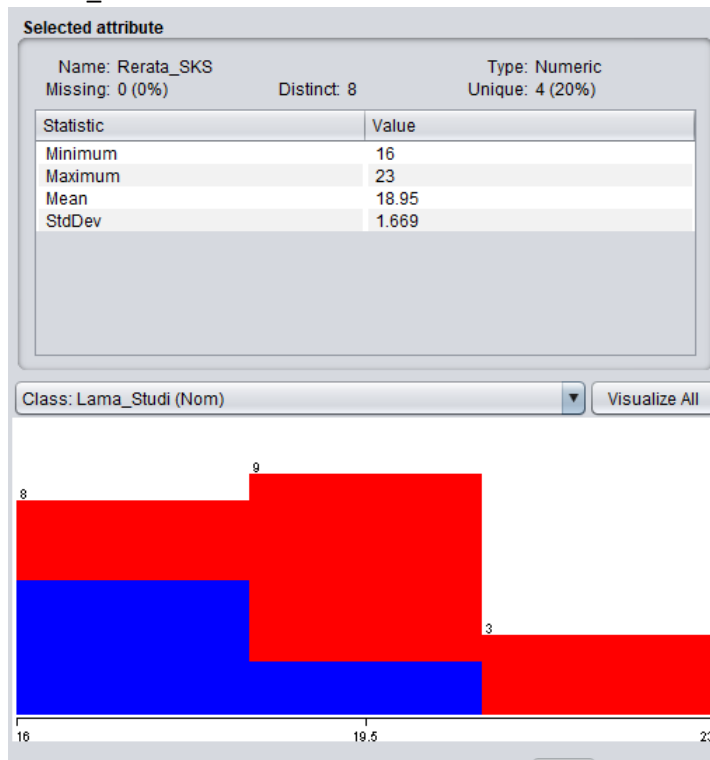 Selected attribute
Name: Rerata_SKS Type: Numeric
Missing: 0 (0%) Distinct: 8 Unique: 4 (20%)
Statistic Value
Minimum 16
Maximum 23
Mean 18.95
StdDev 1.669
Class: Lama_Studi (Nom) Visualize All
9
8
3
16 19.5